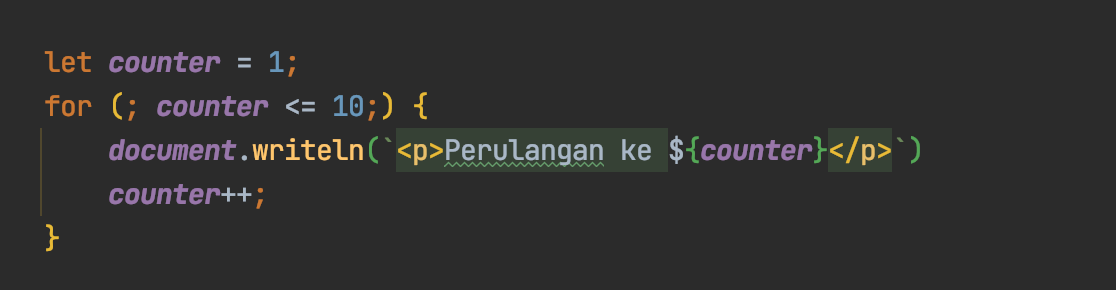 let counter = 1;
for (; counter <= 10;) {
    document.writeln(`<p>Perulangan ke ${counter}</p>`)
    counter++;
}